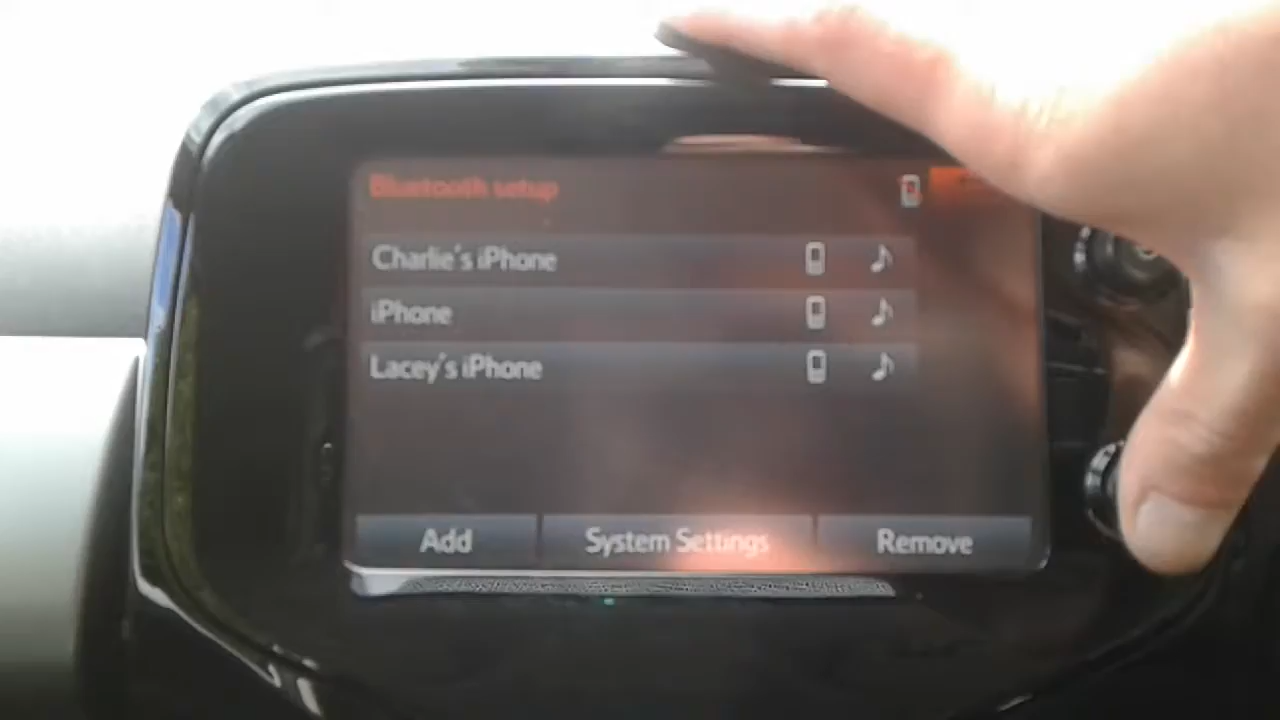 Bluetooth setup
Charlie's iPhone
iPhone
Lacey's iPhone
Add
System Settings
Remove